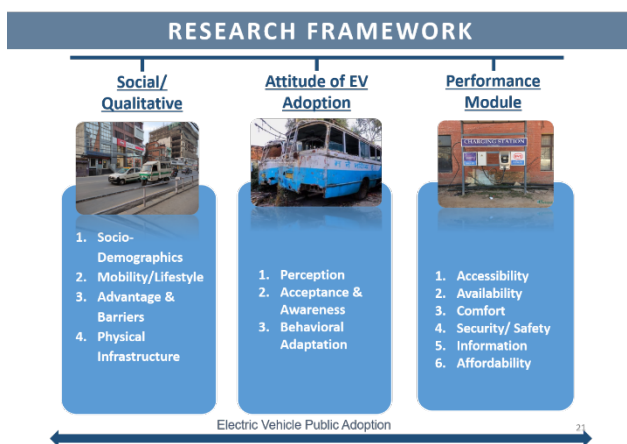 RESEARCH FRAMEWORK
Social/
Qualitative
Attitude of EV
Adoption
Performance
Module
CHARGING STATION
1. Socio-
Demographics
2. Mobility/Lifestyle
3. Advantage &
Barriers
4. Physical
Infrastructure
1. Perception
2. Acceptance &
Awareness
3. Behavioral
Adaptation
1. Accessibility
2. Availability
3. Comfort
4. Security/ Safety
5. Information
6. Affordability
Electric Vehicle Public Adoption
21